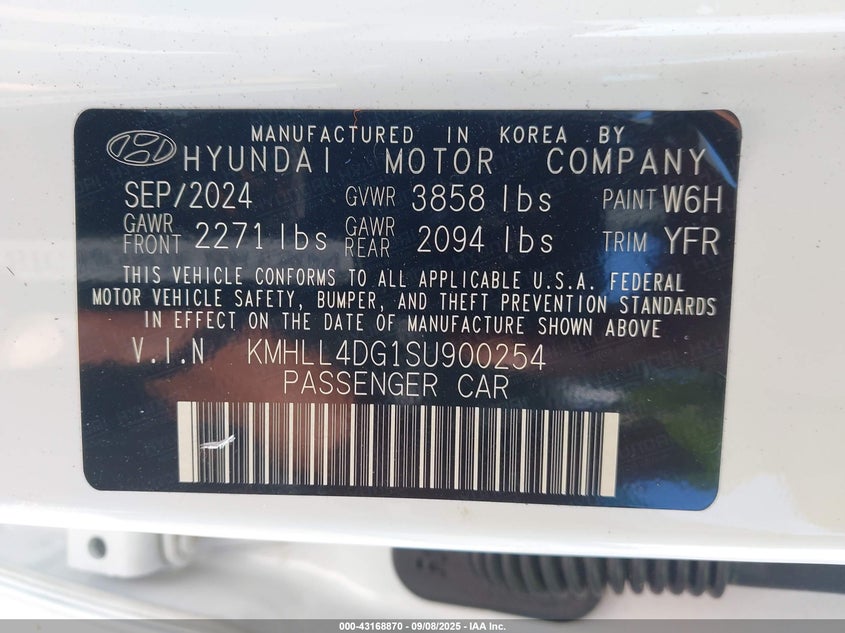 MANUFACTURED IN KOREA BY
HYUNDAI MOTOR COMPANY
SEP/2024 GVWR 3858 lbs PAINT W6H
GAWR FRONT 2271 lbs GAWR REAR 2094 lbs TRIM YFR
THIS VEHICLE CONFORMS TO ALL APPLICABLE U.S.A. FEDERAL
MOTOR VEHICLE SAFETY, BUMPER, AND THEFT PREVENTION STANDARDS
IN EFFECT ON THE DATE OF MANUFACTURE SHOWN ABOVE
V.I.N KMHLL4DG1SU900254
PASSENGER CAR
000-43168870 - 09/08/2025 - IAA Inc.